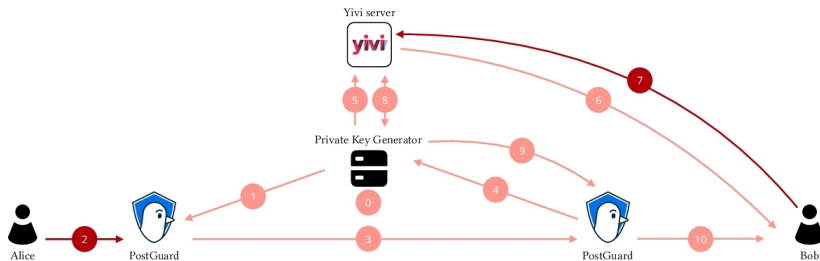 Yivi server
yivi
7
5
8
6
Private Key Generator
9
4
1
0
2
3
10
Alice
PostGuard
PostGuard
Bob